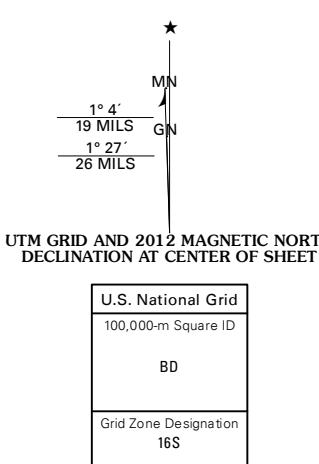 MN
1° 4´
19 MILS
GN
1° 27´
26 MILS
UTM GRID AND 2012 MAGNETIC NORT
DECLINATION AT CENTER OF SHEET
U.S. National Grid
100,000-m Square ID
BD
Grid Zone Designation
16S